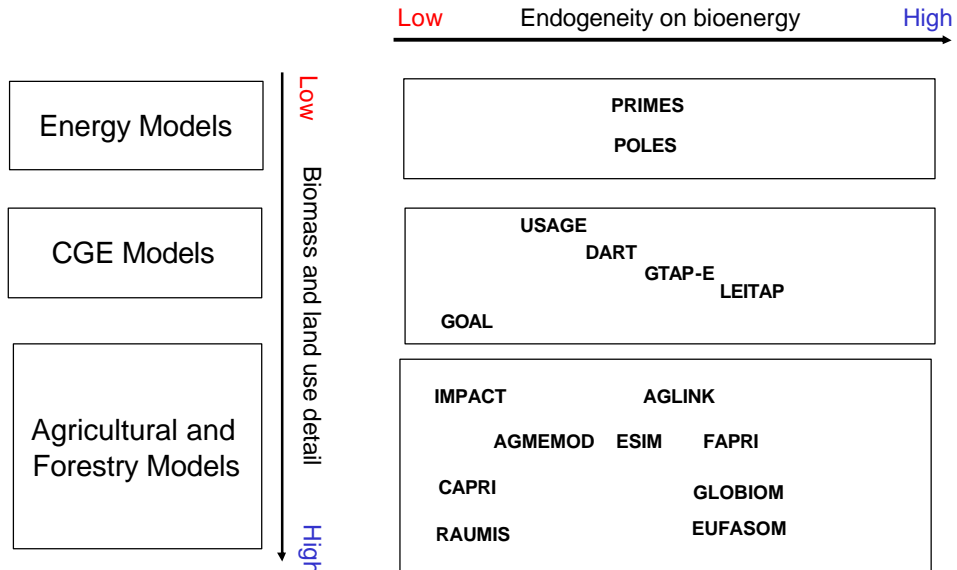 Low Endogeneity on bioenergy High
Low
Biomass and land use detail
High
Energy Models
PRIMES
POLES
CGE Models
USAGE
DART
GTAP-E
LEITAP
GOAL
Agricultural and
Forestry Models
IMPACT AGLINK
AGMEMOD ESIM FAPRI
CAPRI GLOBIOM
RAUMIS EUFASOM